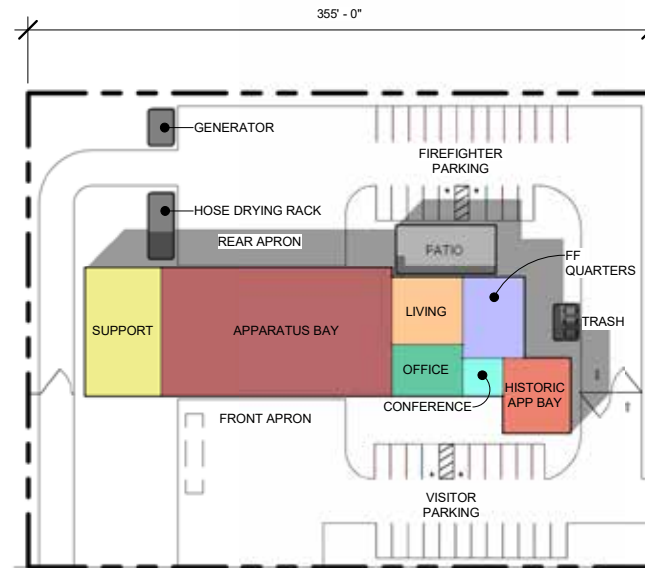 355' - 0"
GENERATOR
FIREFIGHTER
PARKING
HOSE DRYING RACK
REAR APRON
PATIO
FF
QUARTERS
SUPPORT
APPARATUS BAY
LIVING
TRASH
OFFICE
HISTORIC
APP BAY
CONFERENCE
FRONT APRON
VISITOR
PARKING